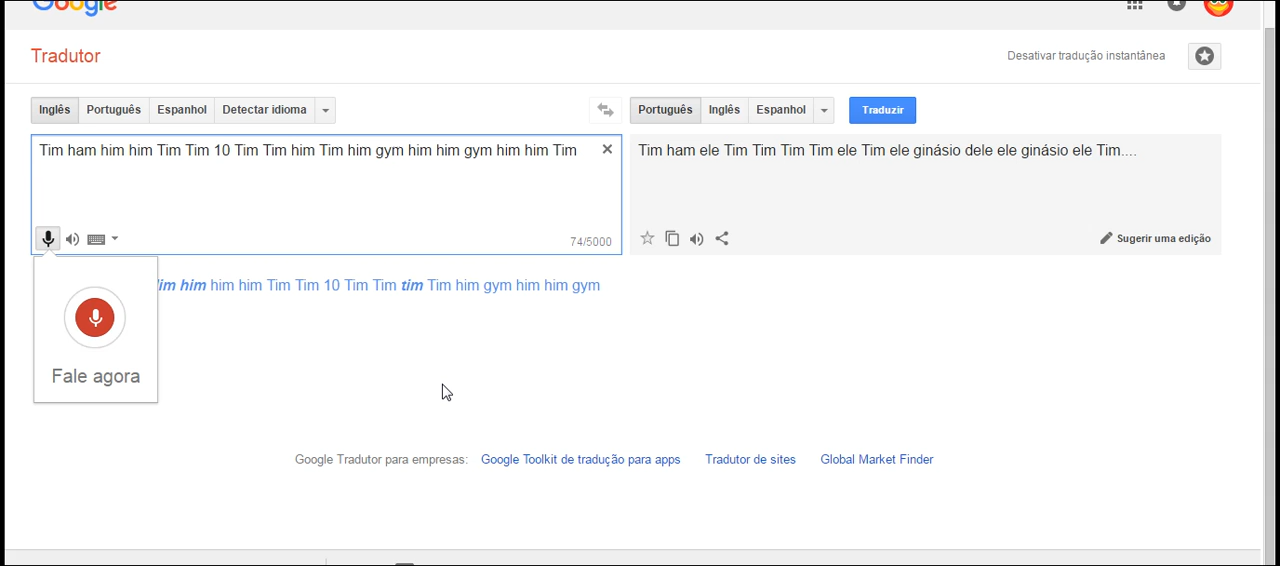 Google
Tradutor
Desativar tradução instantânea
Inglês Português Espanhol Detectar idioma
Português Inglês Espanhol Traduzir
Tim ham him him Tim Tim 10 Tim Tim him Tim him gym him him gym him him Tim
Tim ham ele Tim Tim Tim Tim ele Tim ele ginásio dele ele ginásio ele Tim....
74/5000
Sugerir uma edição
him him him Tim Tim 10 Tim Tim tim Tim him gym him him gym
Fale agora
Google Tradutor para empresas: Google Toolkit de tradução para apps Tradutor de sites Global Market Finder